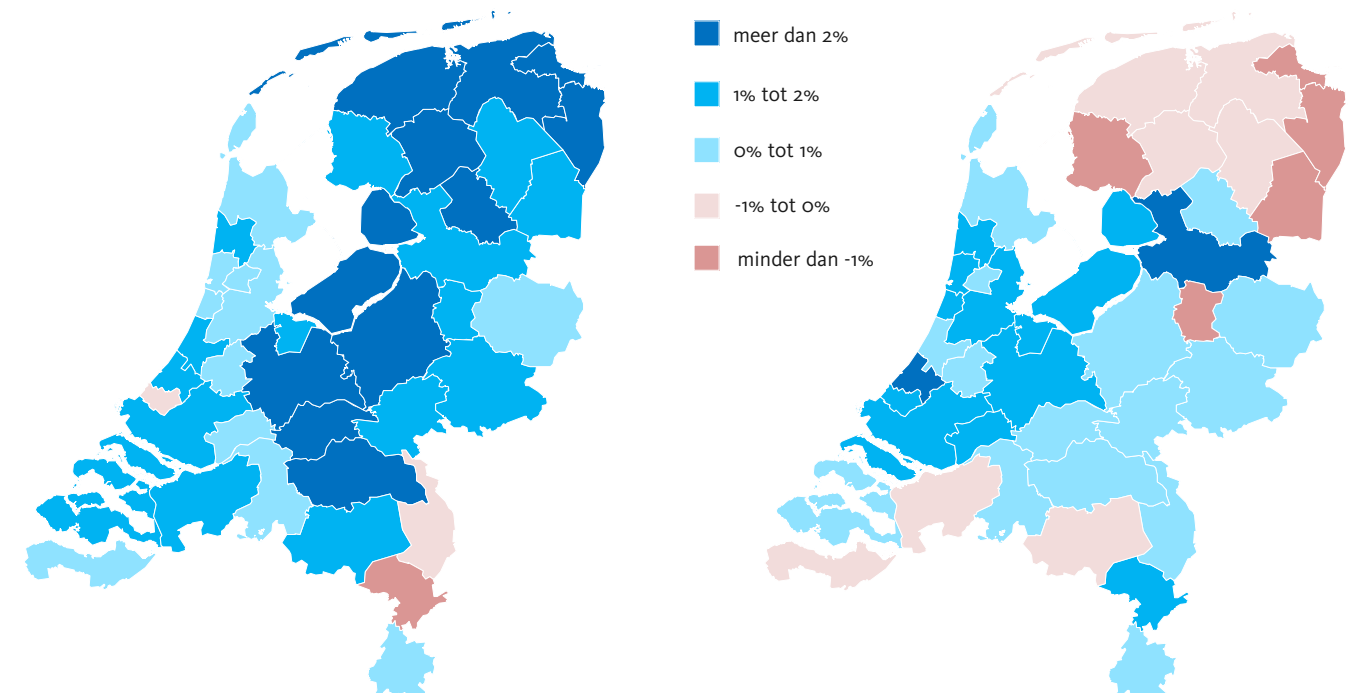 meer dan 2%
1% tot 2%
0% tot 1%
-1% tot 0%
minder dan -1%